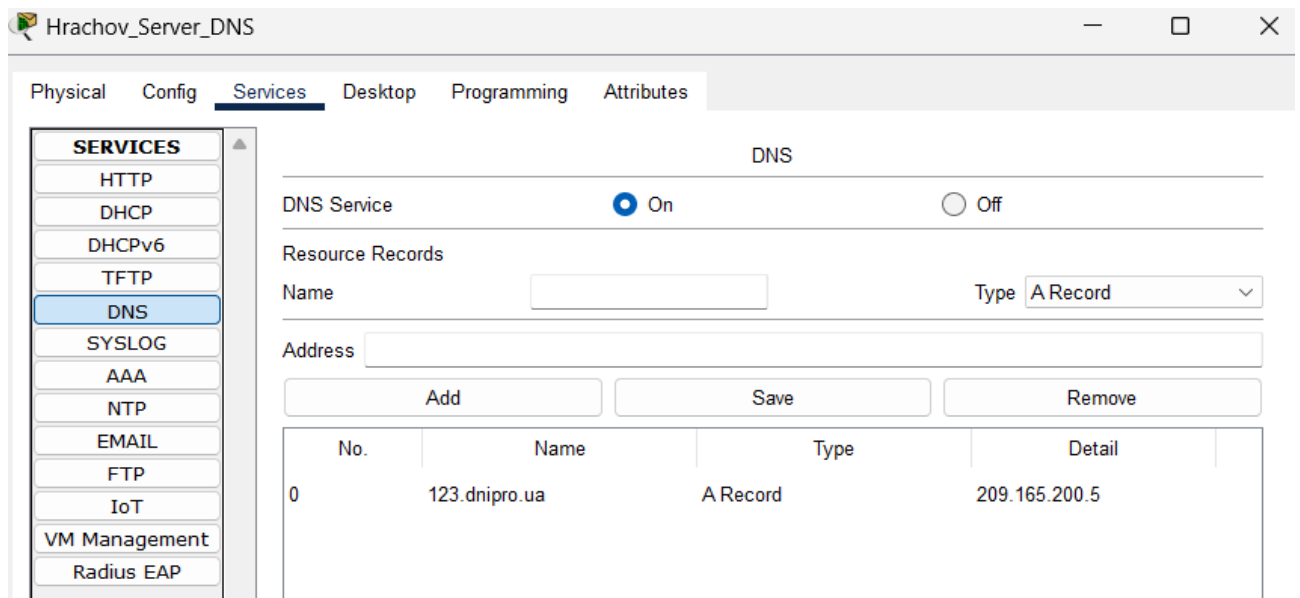 Hrachov_Server_DNS
Physical Config Services Desktop Programming Attributes
SERVICES
HTTP
DHCP
DHCPv6
TFTP
DNS
SYSLOG
AAA
NTP
EMAIL
FTP
IoT
VM Management
Radius EAP
DNS
DNS Service On Off
Resource Records
Name Type A Record
Address
Add Save Remove
No. Name Type Detail
0 123.dnipro.ua A Record 209.165.200.5